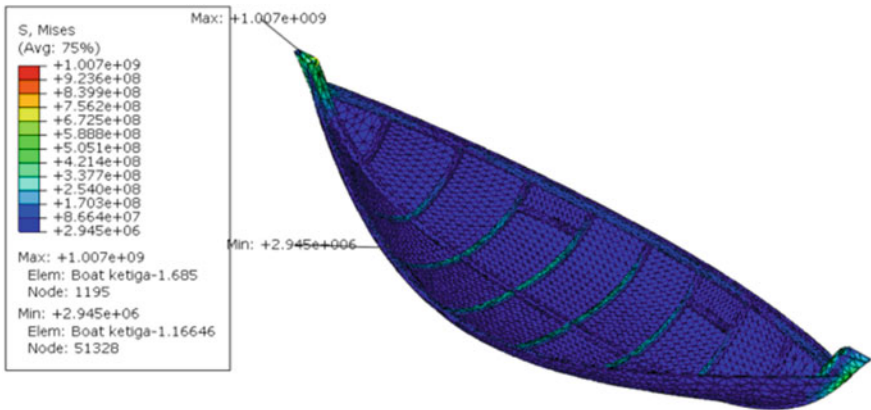 S, Mises
(Avg: 75%)
+1.007e+09
+9.236e+08
+8.399e+08
+7.562e+08
+6.725e+08
+5.888e+08
+5.051e+08
+4.214e+08
+3.377e+08
+2.540e+08
+1.703e+08
+8.664e+07
+2.945e+06
Max: +1.007e+09
Elem: Boat ketiga-1.685
Node: 1195
Min: +2.945e+06
Elem: Boat ketiga-1.16646
Node: 51328
Max: +1.007e+009
Min: +2.945e+006